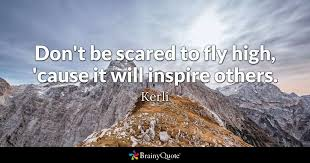 Don't be scared to fly high,
'cause it will inspire others.
Kerli
BrainyQuote